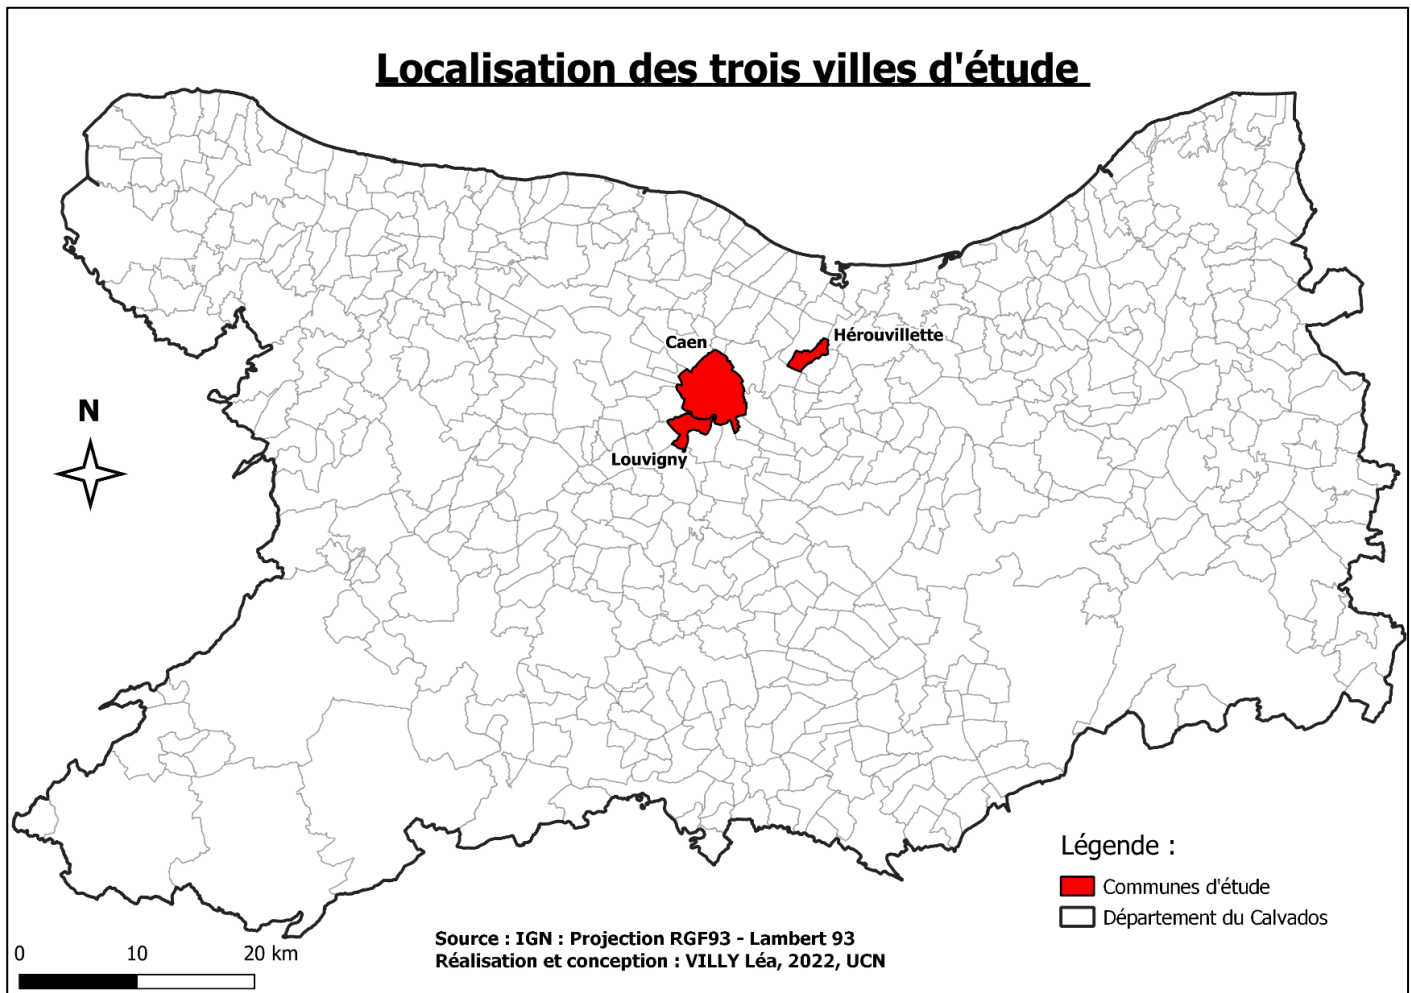 Localisation des trois villes d'étude
Hérouvillette
Caen
N
Louvigny
Légende :
Communes d'étude
Département du Calvados
Source : IGN : Projection RGF93 - Lambert 93
Réalisation et conception : VILLY Léa, 2022, UCN
0 10 20 km